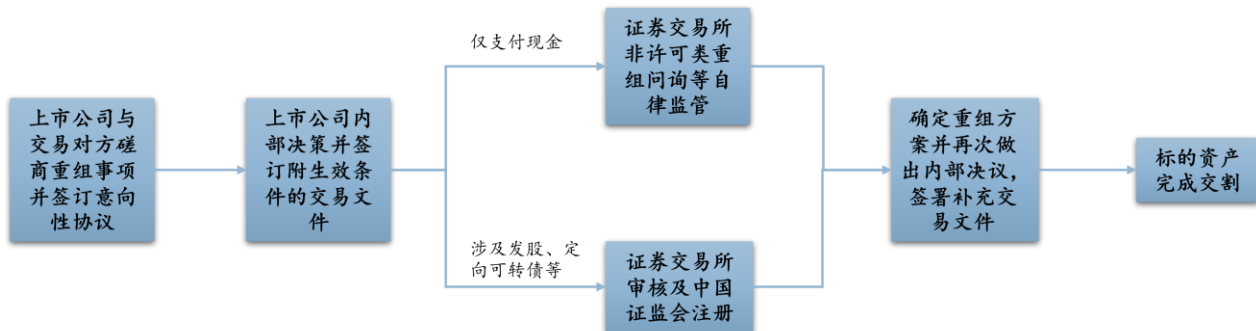 上市公司与
交易对方磋
商重组事项
并签订意向
性协议
上市公司内
部决策并签
订附生效条
件的交易文
件
仅支付现金
证券交易所
非许可类重
组问询等自
律监管
涉及发股、定
向可转债等
证券交易所
审核及中国
证监会注册
确定重组方
案并再次做
出内部决议，
签署补充交
易文件
标的资产
完成交割